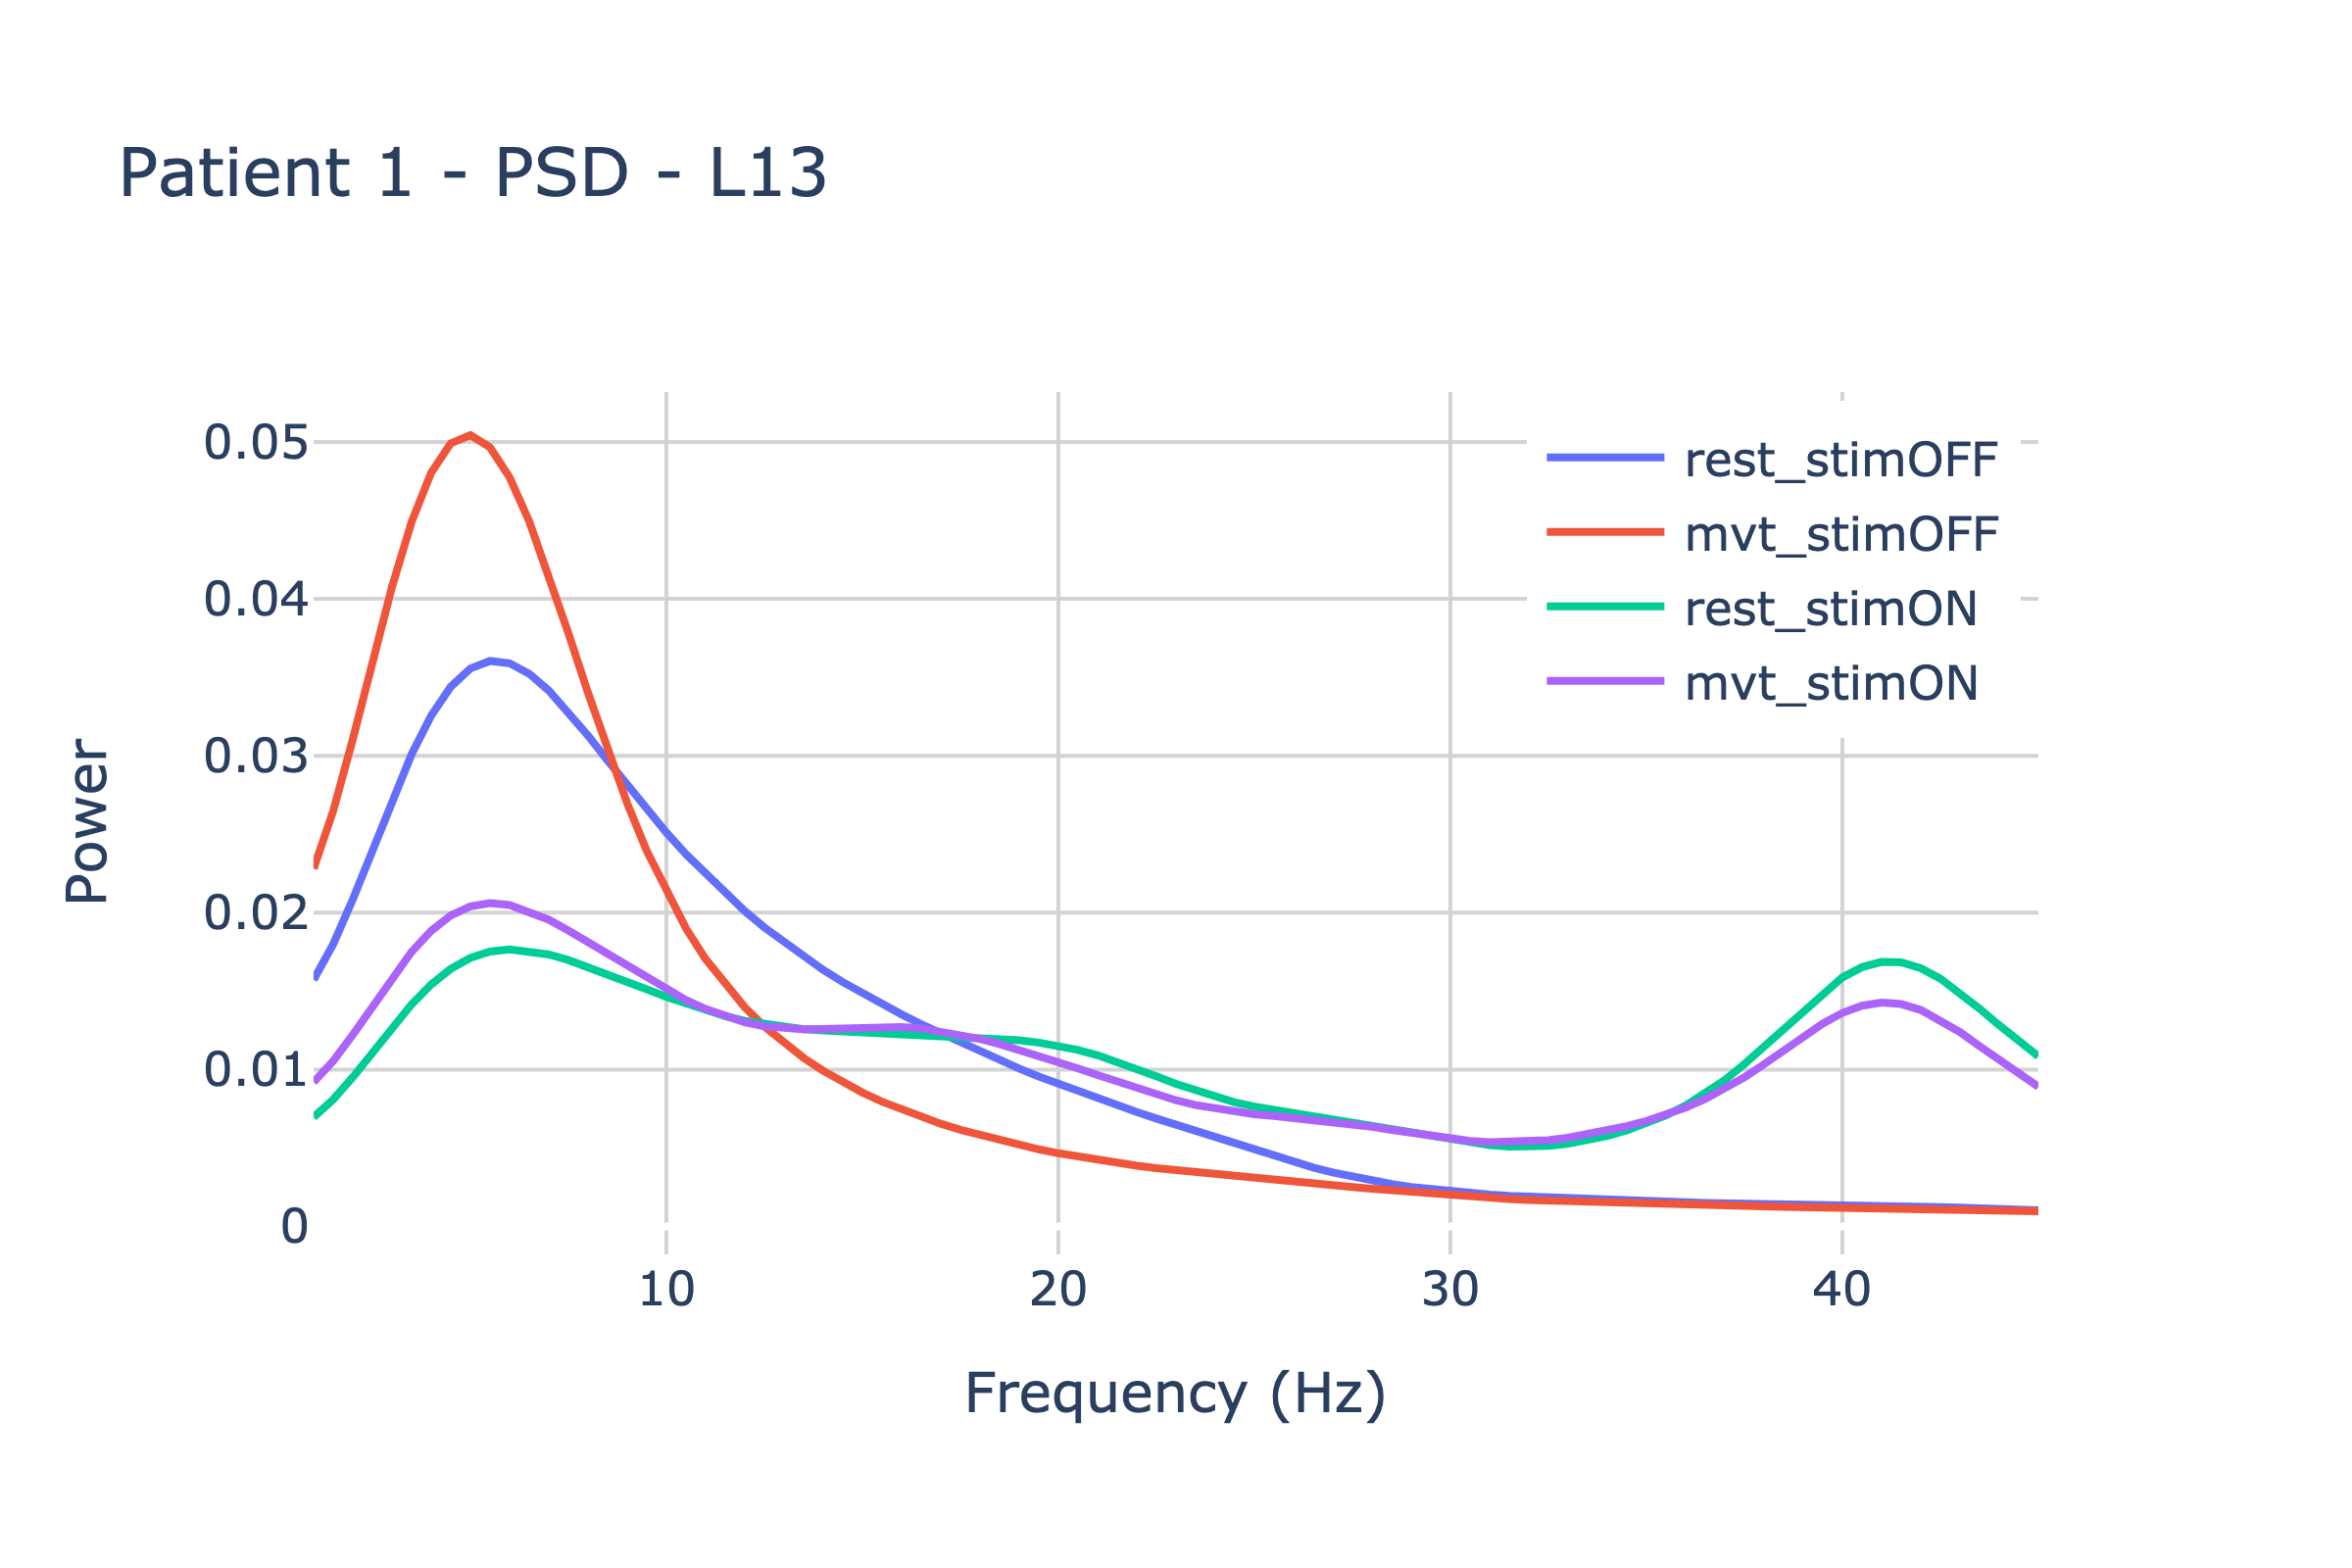 Patient 1 - PSD - L13
0.05
0.04
0.03
0.02
0.01
0
Power
rest_stimOFF
mvt_stimOFF
rest_stimON
mvt_stimON
10 20 30 40
Frequency (Hz)